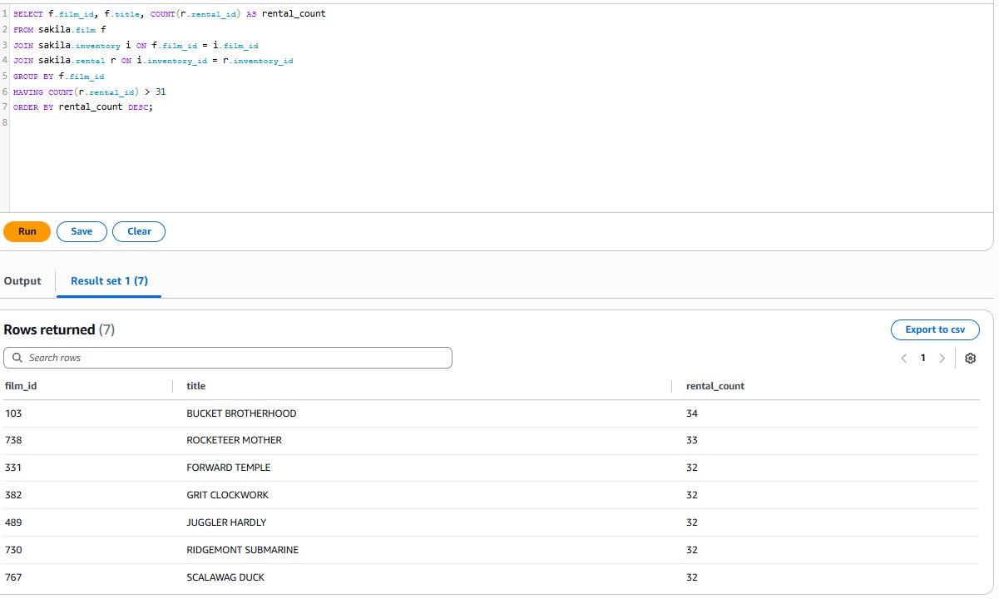 1 SELECT f.film_id, f.title, COUNT(r.rental_id) AS rental_count
2 FROM sakila.film f
3 JOIN sakila.inventory i ON f.film_id = i.film_id
4 JOIN sakila.rental r ON i.inventory_id = r.inventory_id
5 GROUP BY f.film_id
6 HAVING COUNT(r.rental_id) > 31
7 ORDER BY rental_count DESC;
8
Run Save Clear
Output Result set 1 (7)
Rows returned (7) Export to csv
Search rows 1
film_id title rental_count
103 BUCKET BROTHERHOOD 34
738 ROCKETEER MOTHER 33
331 FORWARD TEMPLE 32
382 GRIT CLOCKWORK 32
489 JUGGLER HARDLY 32
730 RIDGEMONT SUBMARINE 32
767 SCALAWAG DUCK 32